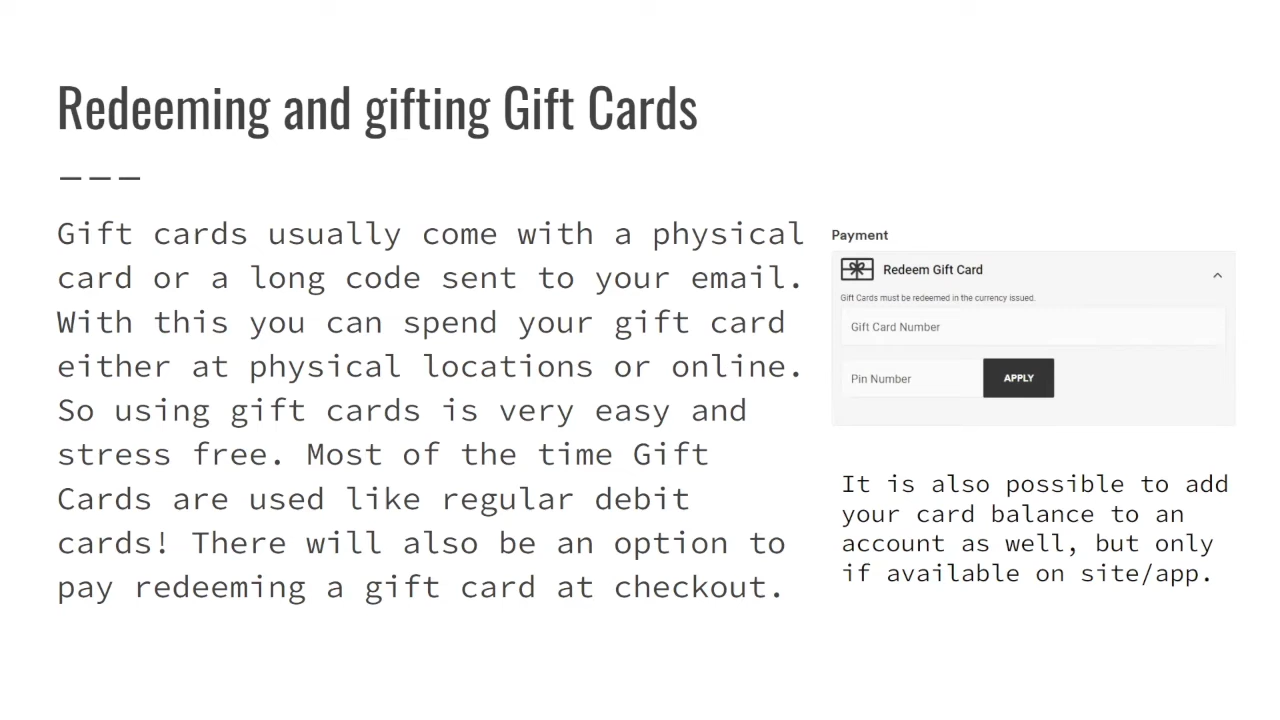 Redeeming and gifting Gift Cards
Gift cards usually come with a physical
card or a long code sent to your email.
With this you can spend your gift card
either at physical locations or online.
So using gift cards is very easy and
stress free. Most of the time Gift
Cards are used like regular debit
cards! There will also be an option to
pay redeeming a gift card at checkout.
Payment
Redeem Gift Card
Gift Cards must be redeemed in the currency issued.
Gift Card Number
Pin Number
APPLY
It is also possible to add
your card balance to an
account as well, but only
if available on site/app.